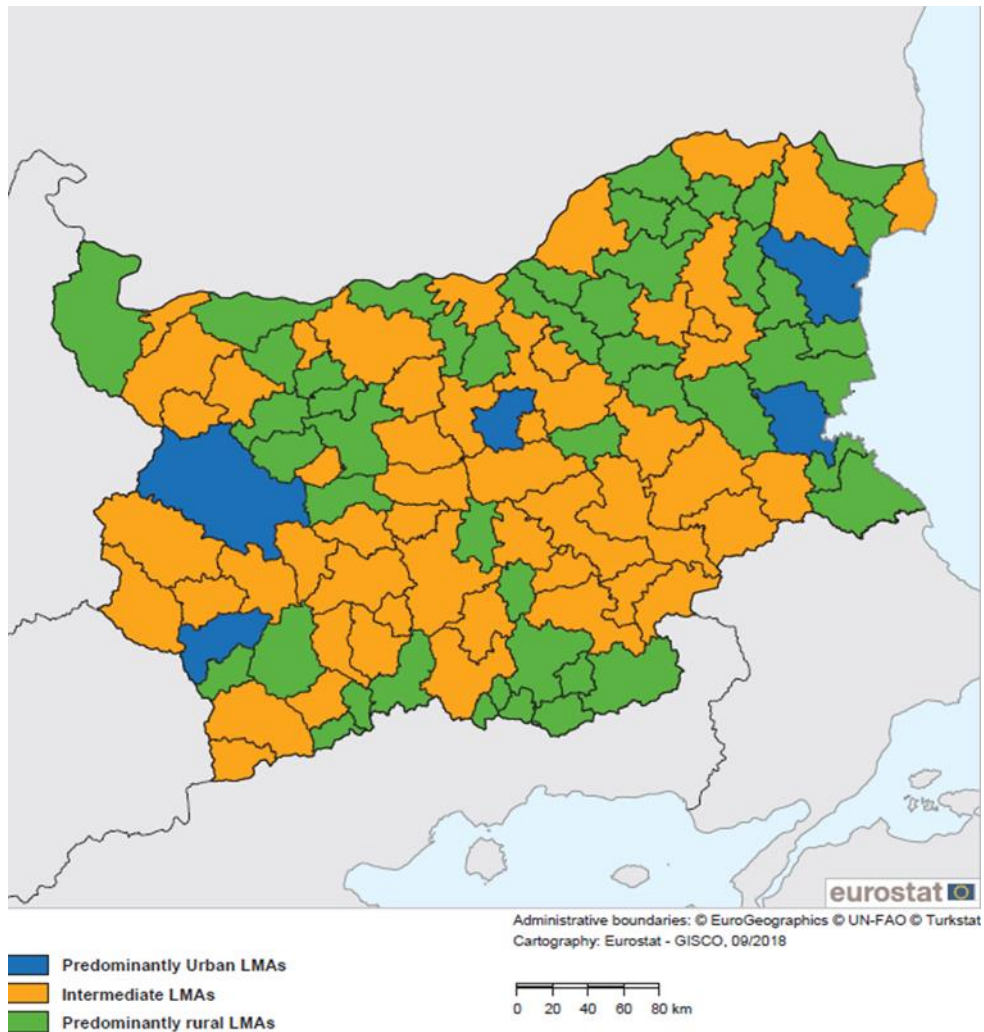 eurostat
Administrative boundaries: © EuroGeographics © UN-FAO © Turkstat
Cartography: Eurostat - GISCO, 09/2018
Predominantly Urban LMAs
Intermediate LMAs
Predominantly rural LMAs
0 20 40 60 80 km